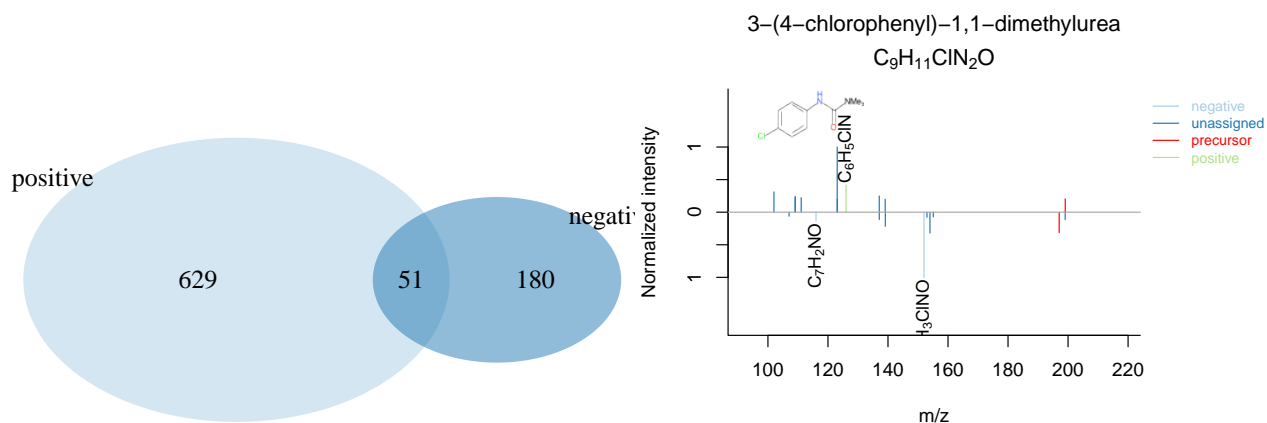 positive
negati
629
51
180
3−(4−chlorophenyl)−1,1−dimethylurea
C₉H₁₁ClN₂O
H
N
NMe₃
O
Cl
C₆H₅ClN
negative
unassigned
precursor
positive
Normalized intensity
1
0
1
C₇H₂NO
H₃ClNO
100 120 140 160 180 200 220
m/z